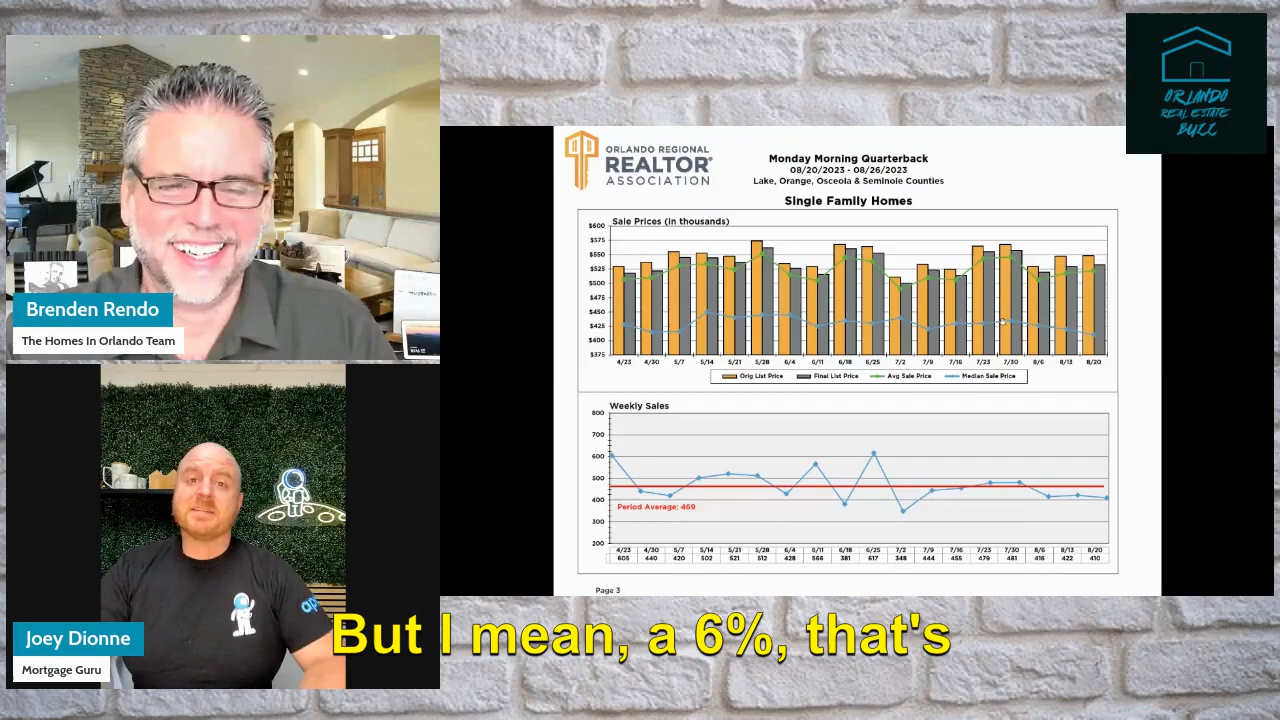 ORLANDO
REAL ESTATE
BUZZ
Brenden Rendo
The Homes In Orlando Team
Joey Dionne
Mortgage Guru
ORLANDO REGIONAL
REALTOR®
ASSOCIATION
Monday Morning Quarterback
08/20/2023 - 08/26/2023
Lake, Orange, Osceola & Seminole Counties
Single Family Homes
Sale Prices (in thousands)
$600
$575
$550
$525
$500
$475
$450
$425
$400
$375
4/23 4/30 5/7 5/14 5/21 5/28 6/4 6/11 6/18 6/25 7/2 7/9 7/16 7/23 7/30 8/6 8/13 8/20
Orig List Price Final List Price Avg Sale Price Median Sale Price
Weekly Sales
800
700
600
500
400
300
200
Period Average: 469
4/23 4/30 5/7 5/14 5/21 5/28 6/4 6/11 6/18 6/25 7/2 7/9 7/16 7/23 7/30 8/6 8/13 8/20
605 440 420 502 521 512 428 566 381 617 348 444 455 479 481 416 422 410
Page 3
But I mean, a 6%, that's